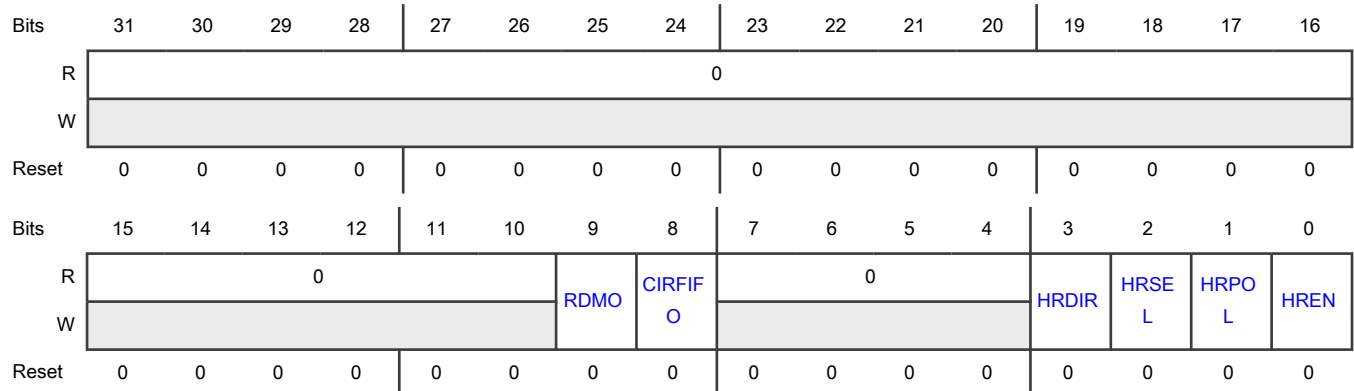 Bits 31 30 29 28 27 26 25 24 23 22 21 20 19 18 17 16
R 0
W
Reset 0 0 0 0 0 0 0 0 0 0 0 0 0 0 0 0
Bits 15 14 13 12 11 10 9 8 7 6 5 4 3 2 1 0
R 0 RDMO CIRFIF 0 HRDIR HRSE HRPO HREN
W O L L
Reset 0 0 0 0 0 0 0 0 0 0 0 0 0 0 0 0